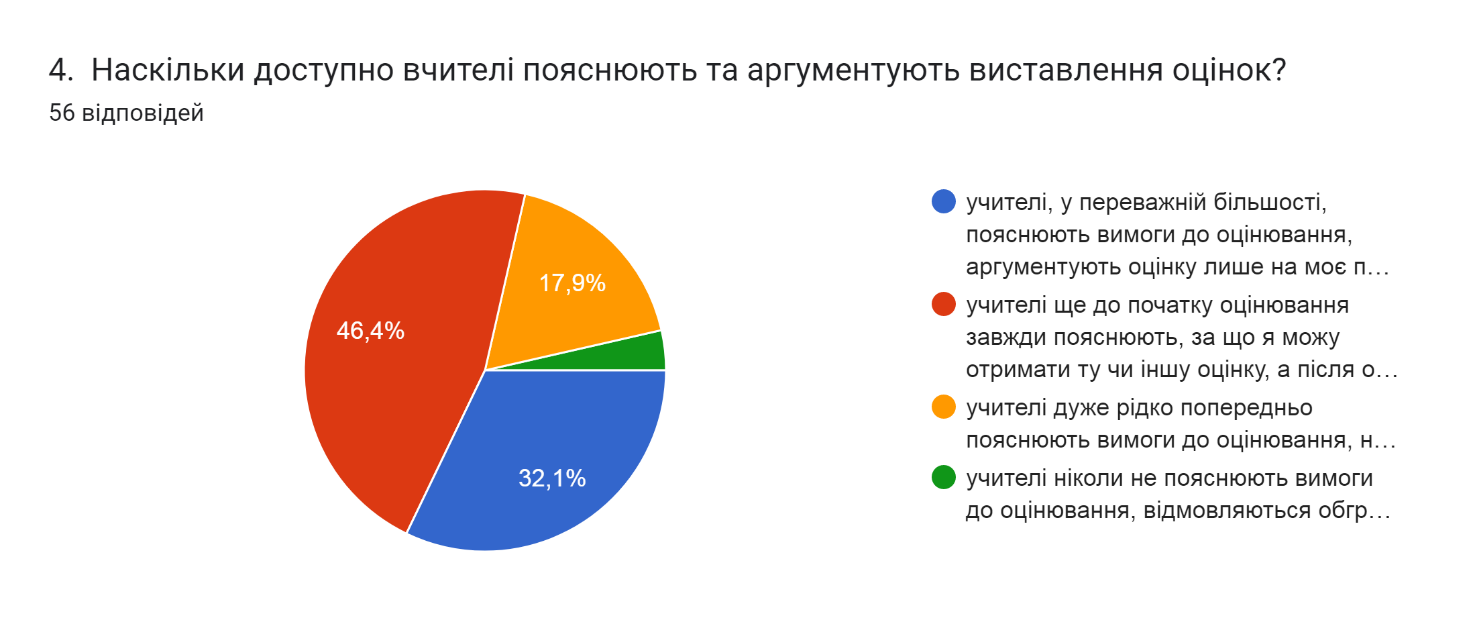 4. Наскільки доступно вчителі пояснюють та аргументують виставлення оцінок?
56 відповідей
46,4%
17,9%
32,1%
учителі, у переважній більшості,
пояснюють вимоги до оцінювання,
аргументують оцінку лише на моє п…
учителі ще до початку оцінювання
завжди пояснюють, за що я можу
отримати ту чи іншу оцінку, а після о…
учителі дуже рідко попередньо
пояснюють вимоги до оцінювання, н…
учителі ніколи не пояснюють вимоги
до оцінювання, відмовляються обгр…